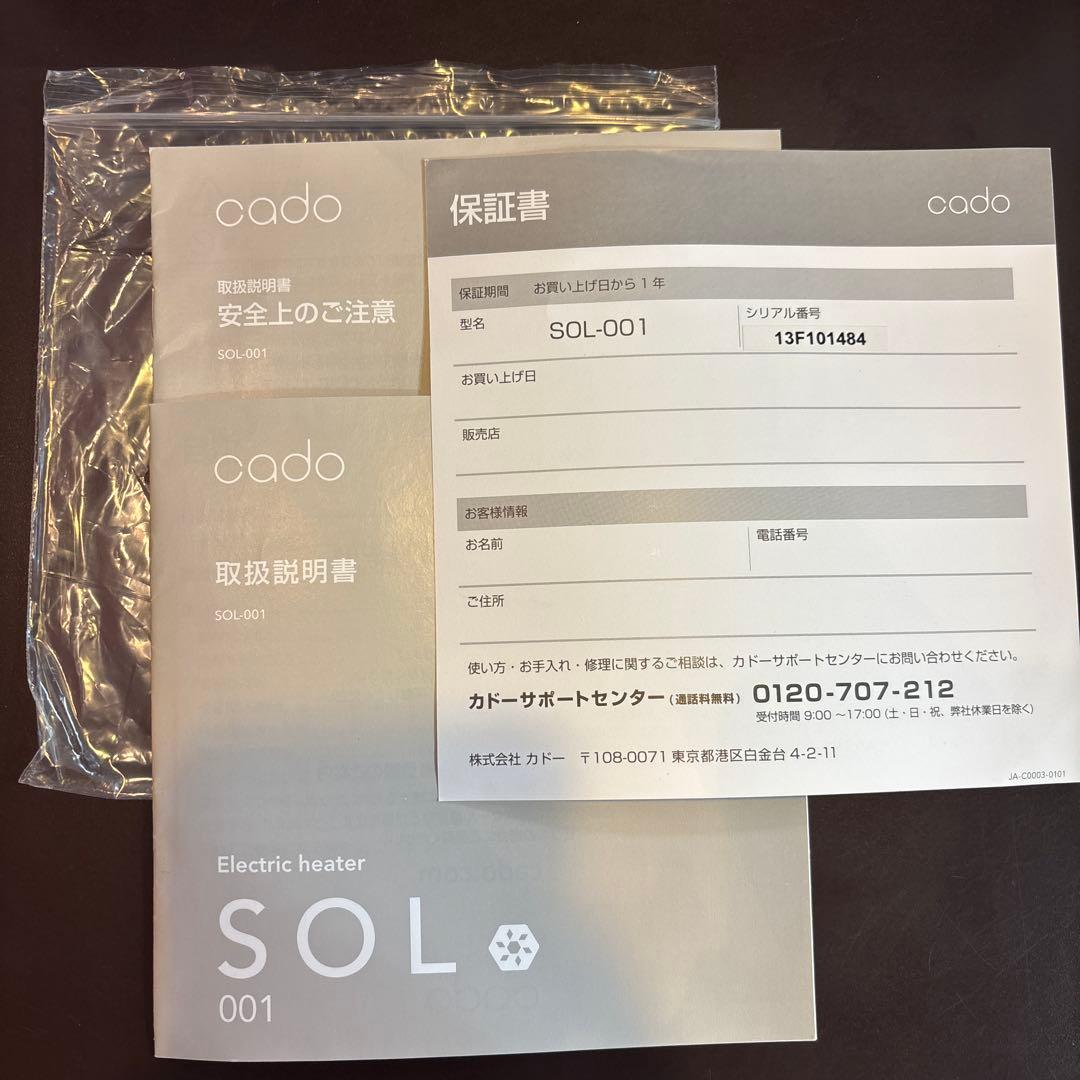 cado
取扱説明書
安全上のご注意
SOL-001
cado
取扱説明書
SOL-001
Electric heater
SOL
001
保証書
cado
保証期間 お買い上げ日から1年
型名 SOL-001 シリアル番号 13F101484
お買い上げ日
販売店
お客様情報
お名前 電話番号
ご住所
使い方・お手入れ・修理に関するご相談は、カドーサポートセンターにお問い合わせください。
カドーサポートセンター(通話料無料) 0120-707-212
受付時間 9:00 〜17:00 (土・日・祝、弊社休業日を除く)
株式会社 カドー 〒108-0071 東京都港区白金台 4-2-11
JA-C0003-0101